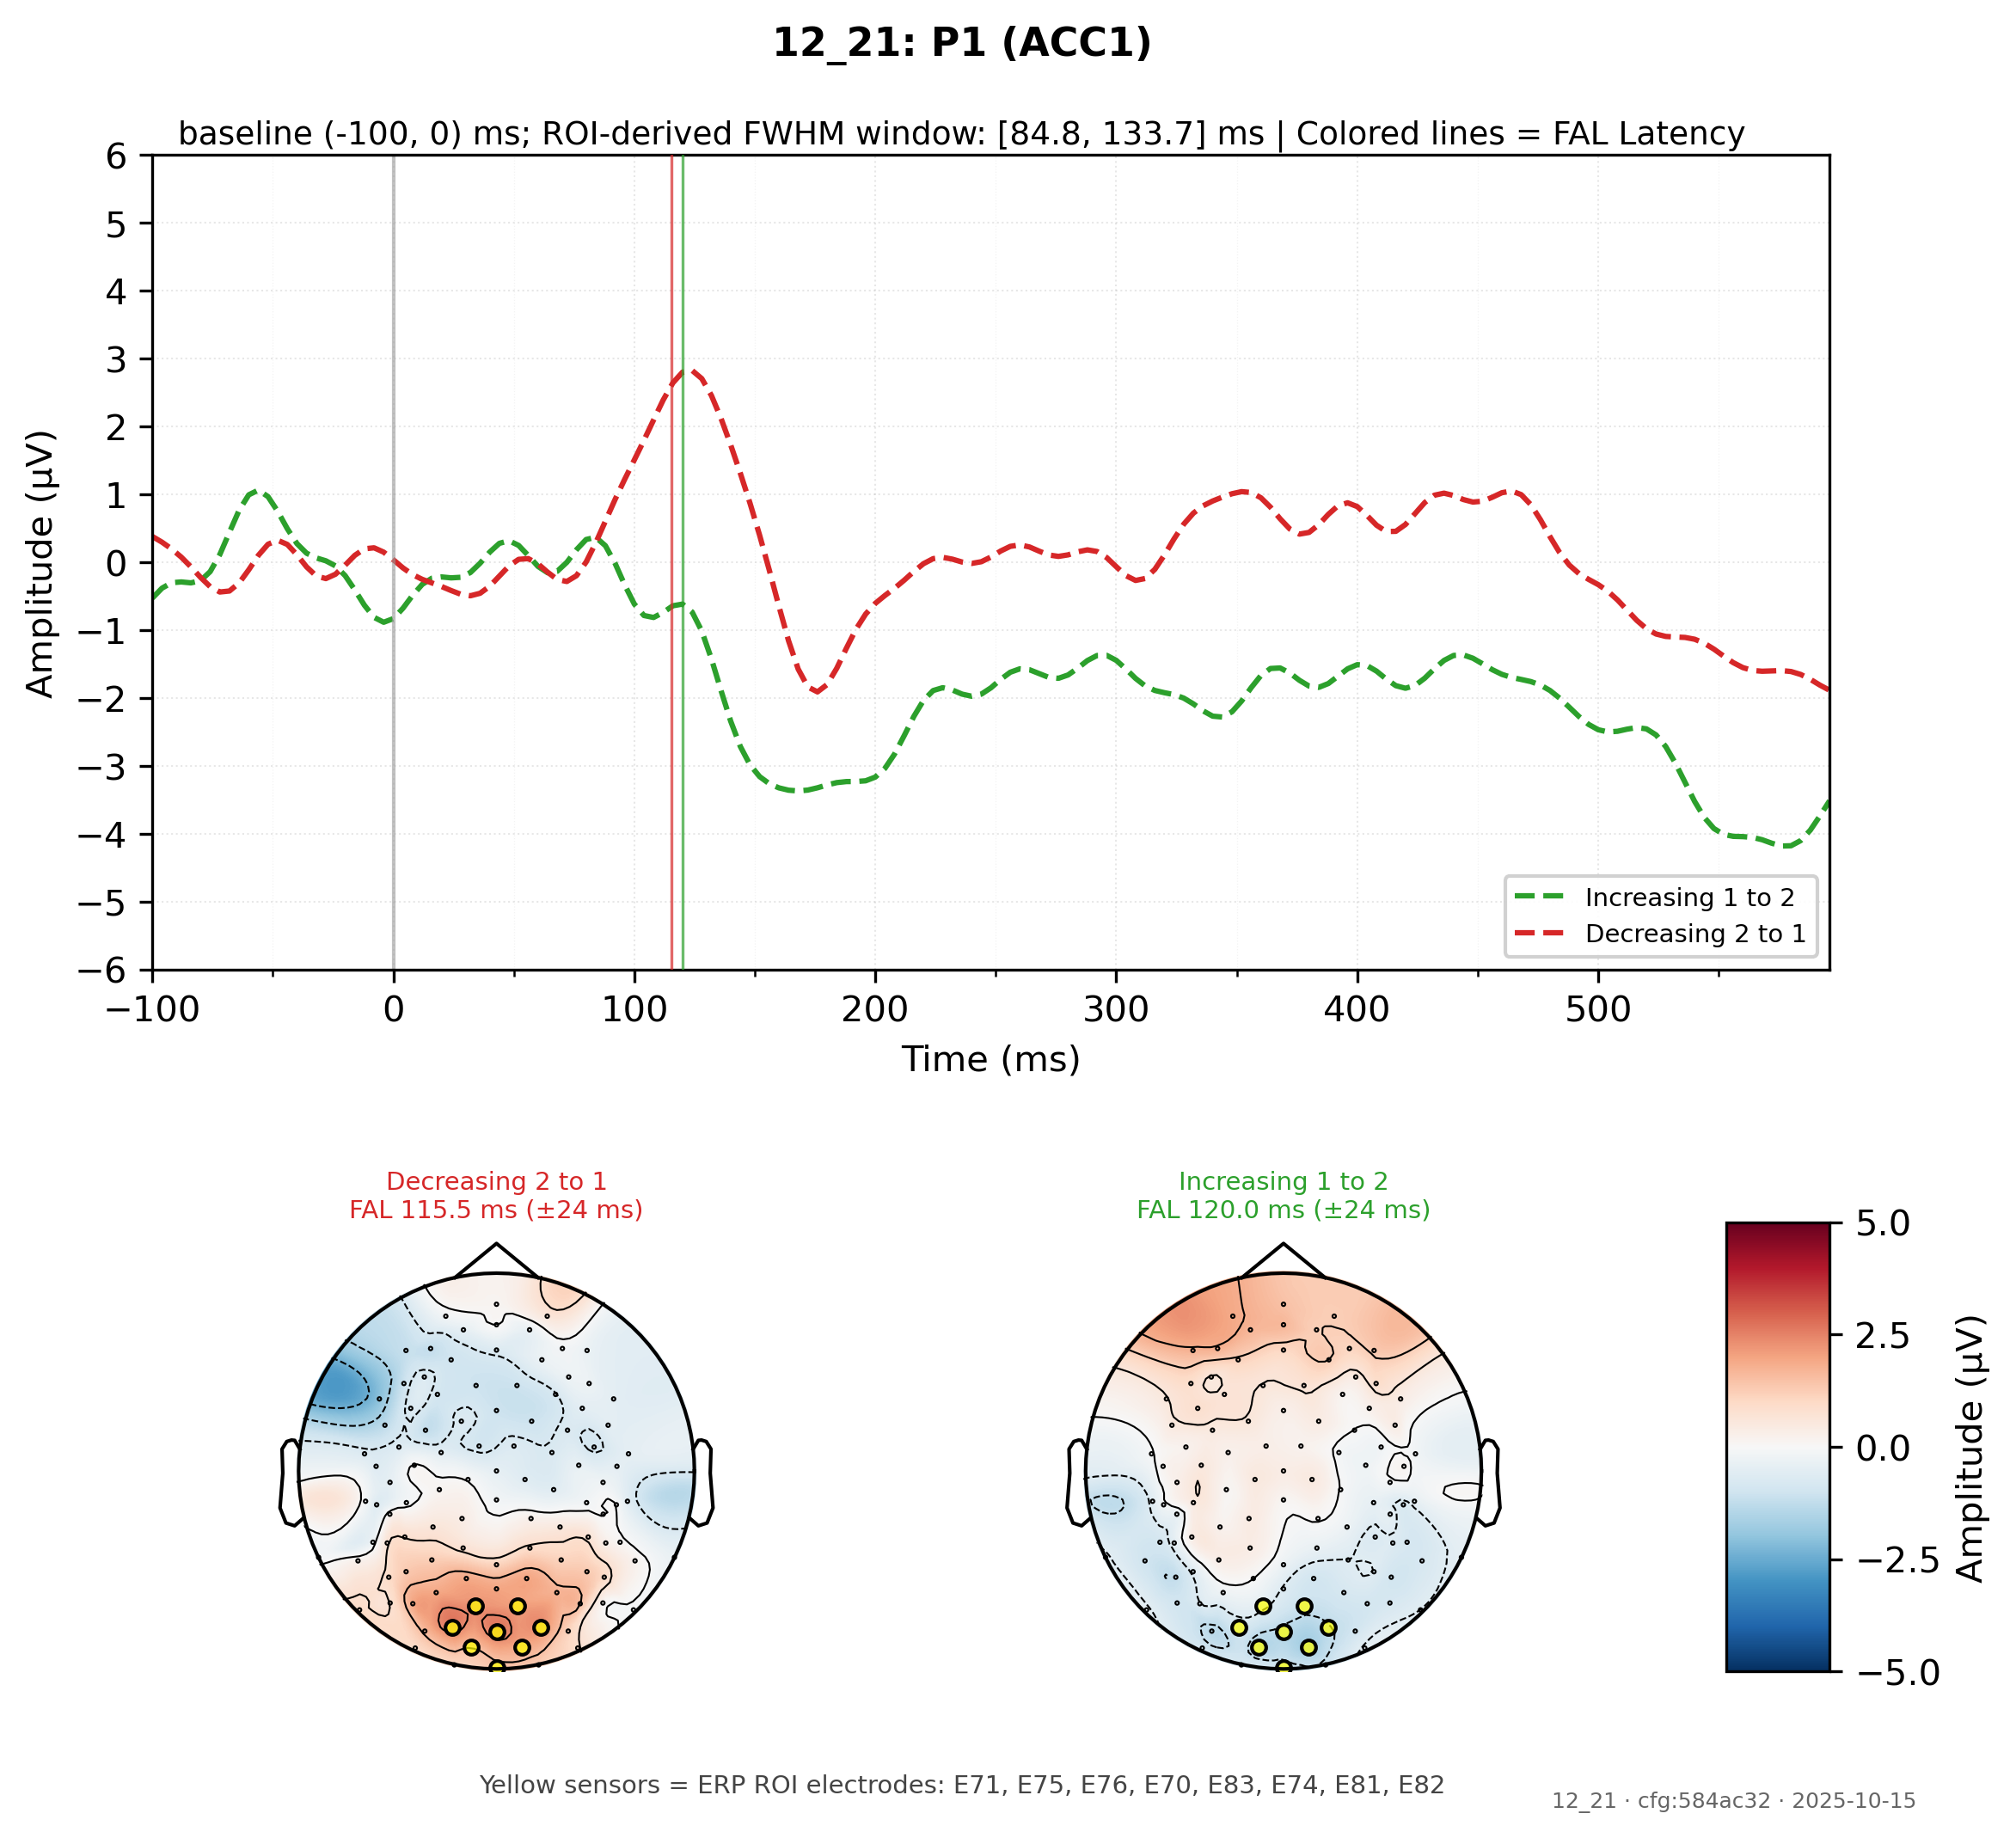 12_21: P1 (ACC1)
baseline (-100, 0) ms; ROI-derived FWHM window: [84.8, 133.7] ms | Colored lines = FAL Latency
6
5
4
3
2
1
0
−1
−2
−3
−4
−5
−6
Amplitude (µV)
Increasing 1 to 2
Decreasing 2 to 1
−100
0
100
200
300
400
500
Time (ms)
Decreasing 2 to 1
FAL 115.5 ms (±24 ms)
Increasing 1 to 2
FAL 120.0 ms (±24 ms)
5.0
2.5
0.0
−2.5
−5.0
Amplitude (µV)
Yellow sensors = ERP ROI electrodes: E71, E75, E76, E70, E83, E74, E81, E82
12_21 · cfg:584ac32 · 2025-10-15